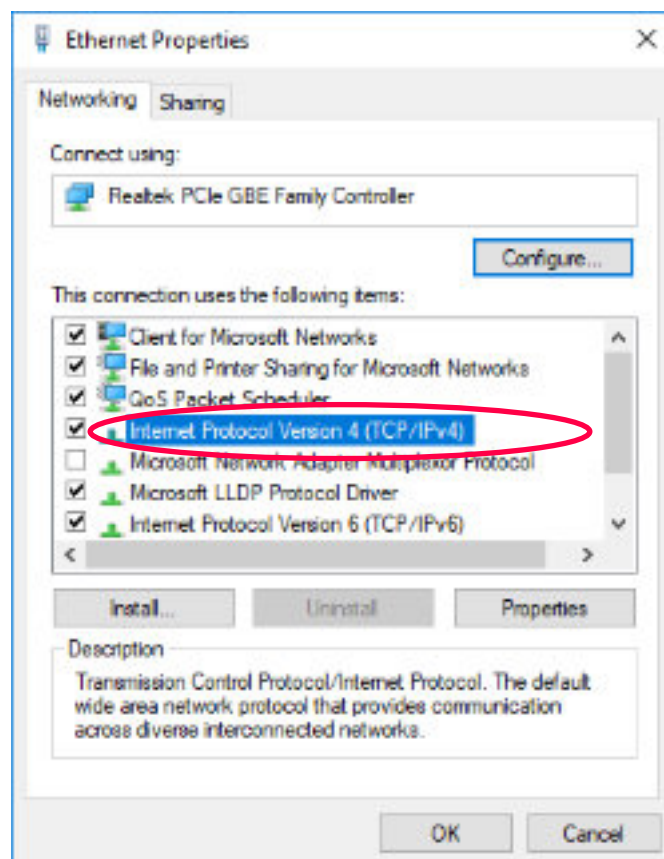 Ethernet Properties
Networking Sharing
Connect using:
Realtek PCIe GBE Family Controller
Configure...
This connection uses the following items:
Client for Microsoft Networks
File and Printer Sharing for Microsoft Networks
QoS Packet Scheduler
Internet Protocol Version 4 (TCP/IPv4)
Microsoft Network Adapter Multiplexor Protocol
Microsoft LLDP Protocol Driver
Internet Protocol Version 6 (TCP/IPv6)
Install... Uninstall Properties
Description
Transmission Control Protocol/Internet Protocol. The default
wide area network protocol that provides communication
across diverse interconnected networks.
OK Cancel